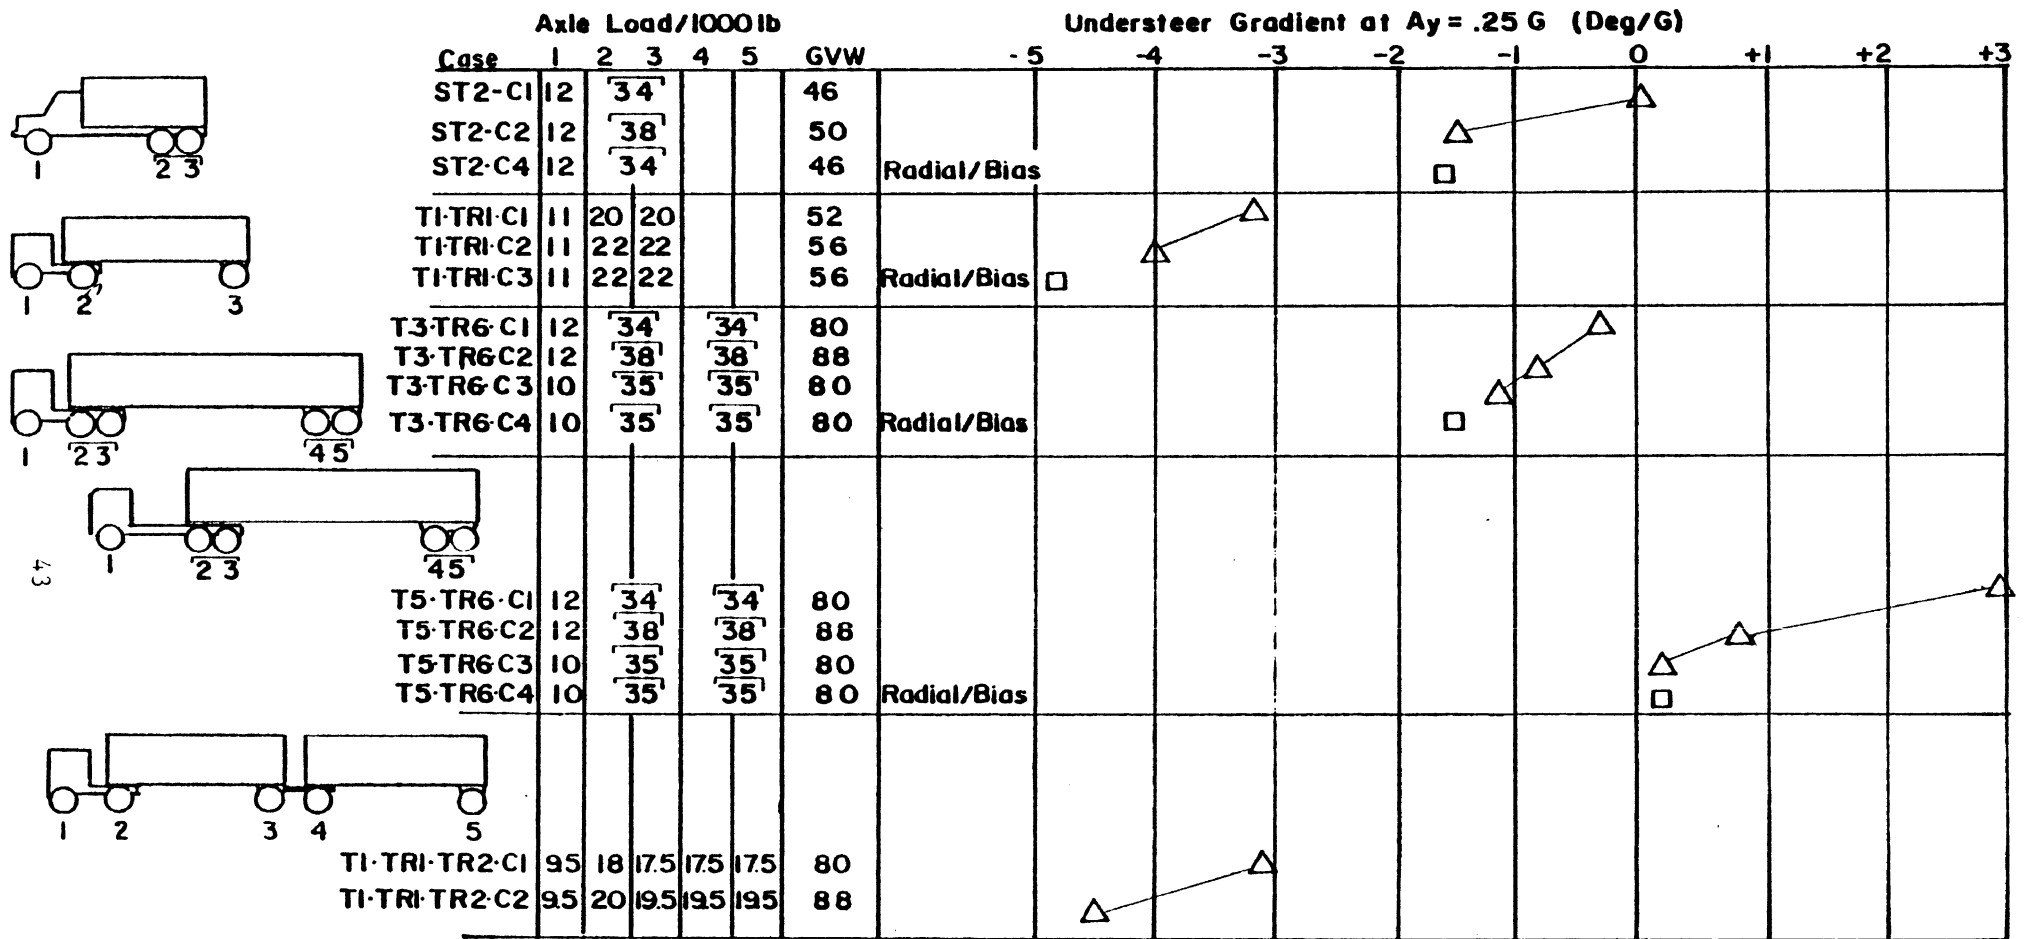 Axle Load/1000 lb Understeer Gradient at Ay = .25 G (Deg/G)
Case 1 2 3 4 5 GVW -5 -4 -3 -2 -1 0 +1 +2 +3
ST2-C1 12 34 46
ST2-C2 12 38 50
ST2-C4 12 34 46 Radial/Bias
1 2 3
T1-TR1-C1 11 20 20 52
T1-TR1-C2 11 22 22 56
T1-TR1-C3 11 22 22 56 Radial/Bias
1 2 3
T3-TR6-C1 12 34 34 80
T3-TR6-C2 12 38 38 88
T3-TR6-C3 10 35 35 80
T3-TR6-C4 10 35 35 80 Radial/Bias
1 2 3 4 5
1 2 3 4 5
43
T5-TR6-C1 12 34 34 80
T5-TR6-C2 12 38 38 88
T5-TR6-C3 10 35 35 80
T5-TR6-C4 10 35 35 80 Radial/Bias
1 2 3 4 5
T1-TR1-TR2-C1 9.5 18 17.5 17.5 17.5 80
T1-TR1-TR2-C2 9.5 20 19.5 19.5 19.5 88